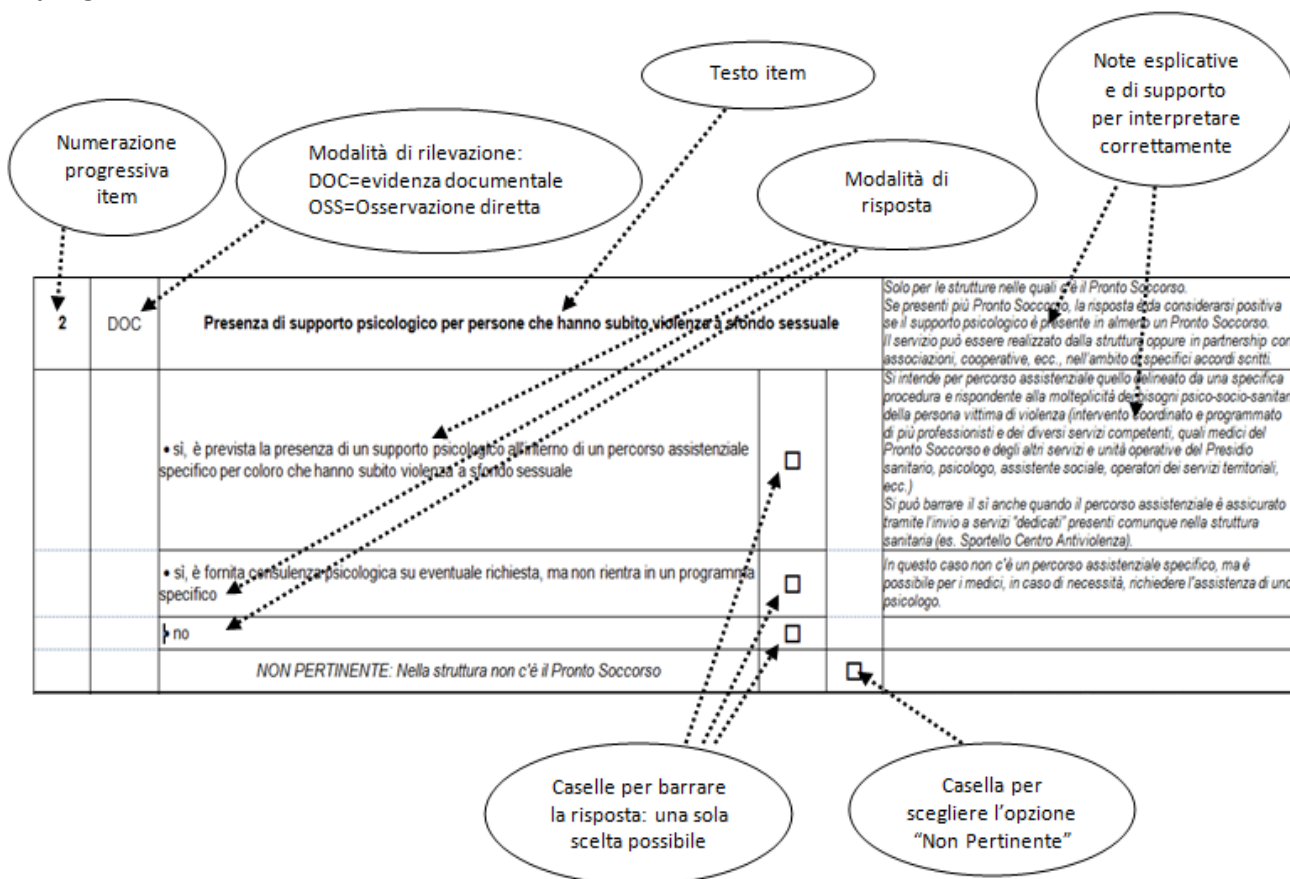 Testo item
Note esplicative
e di supporto
per interpretare
correttamente
Numerazione
progressiva
item
Modalità di rilevazione:
DOC=evidenza documentale
OSS=Osservazione diretta
Modalità di
risposta
2
DOC
Presenza di supporto psicologico per persone che hanno subito violenza a sfondo sessuale
Solo per le strutture nelle quali c'è il Pronto Soccorso.
Se presenti più Pronto Soccorso, la risposta è da considerarsi positiva
se il supporto psicologico è presente in almeno un Pronto Soccorso.
Il servizio può essere realizzato dalla struttura oppure in partnership con
associazioni, cooperative, ecc., nell'ambito di specifici accordi scritti.
• sì, è prevista la presenza di un supporto psicologico all'interno di un percorso assistenziale
specifico per coloro che hanno subito violenza a sfondo sessuale
Si intende per percorso assistenziale quello delineato da una specifica
procedura e rispondente alla molteplicità dei bisogni psico-socio-sanitari
della persona vittima di violenza (intervento coordinato e programmato
di più professionisti e dei diversi servizi competenti, quali medici del
Pronto Soccorso e degli altri servizi e unità operative del Presidio
sanitario, psicologo, assistente sociale, operatori dei servizi territoriali,
ecc.)
Si può barrare il sì anche quando il percorso assistenziale è assicurato
tramite l'invio a servizi "dedicati" presenti comunque nella struttura
sanitaria (es. Sportello Centro Antiviolenza).
• sì, è fornita consulenza psicologica su eventuale richiesta, ma non rientra in un programma
specifico
In questo caso non c'è un percorso assistenziale specifico, ma è
possibile per i medici, in caso di necessità, richiedere l'assistenza di uno
psicologo.
• no
NON PERTINENTE: Nella struttura non c'è il Pronto Soccorso
Caselle per barrare
la risposta: una sola
scelta possibile
Casella per
scegliere l'opzione
"Non Pertinente"